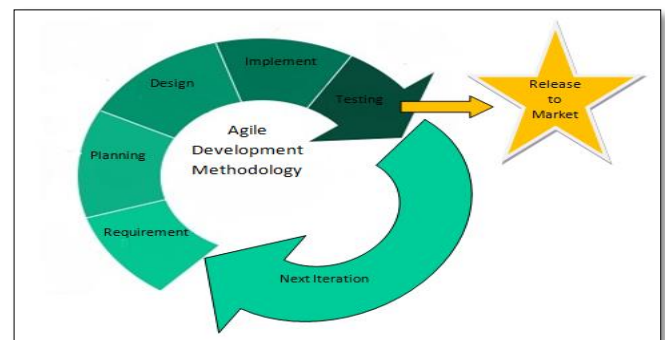 Implement
Design
Testing
Release
to
Market
Agile
Development
Methodology
Planning
Requirement
Next Iteration